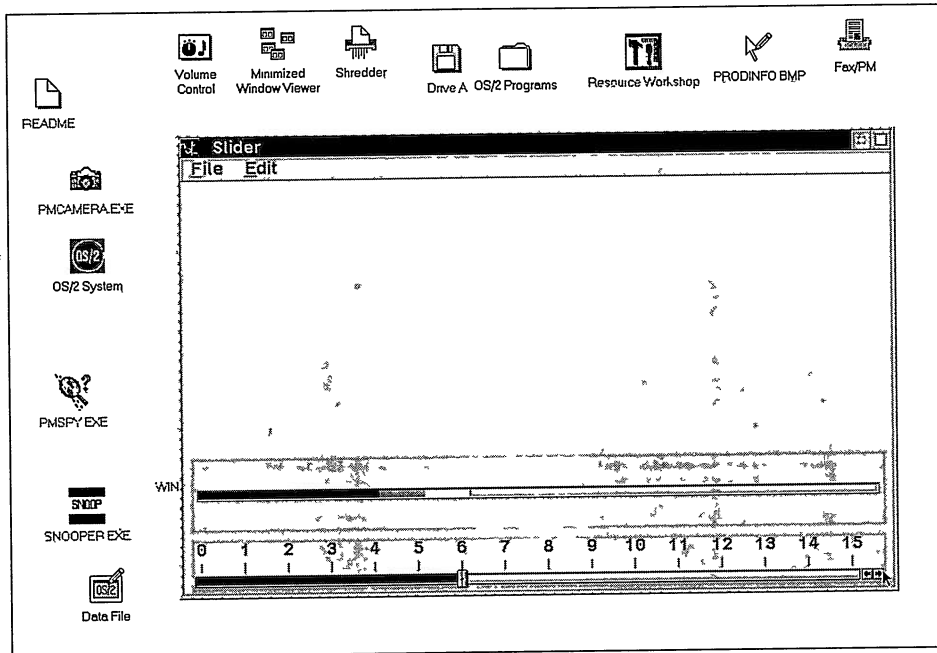 Volume
Control
Minimized
Window Viewer
Shredder
Drive A
OS/2 Programs
Resource Workshop
PRODINFO BMP
Fax/PM
README
Slider
File Edit
PMCAMERA.EXE
OS/2
OS/2 System
PMSPY EXE
WIN
SNOOP
SNOOPER EXE
0 1 2 3 4 5 6 7 8 9 10 11 12 13 14 15
OS/2
Data File